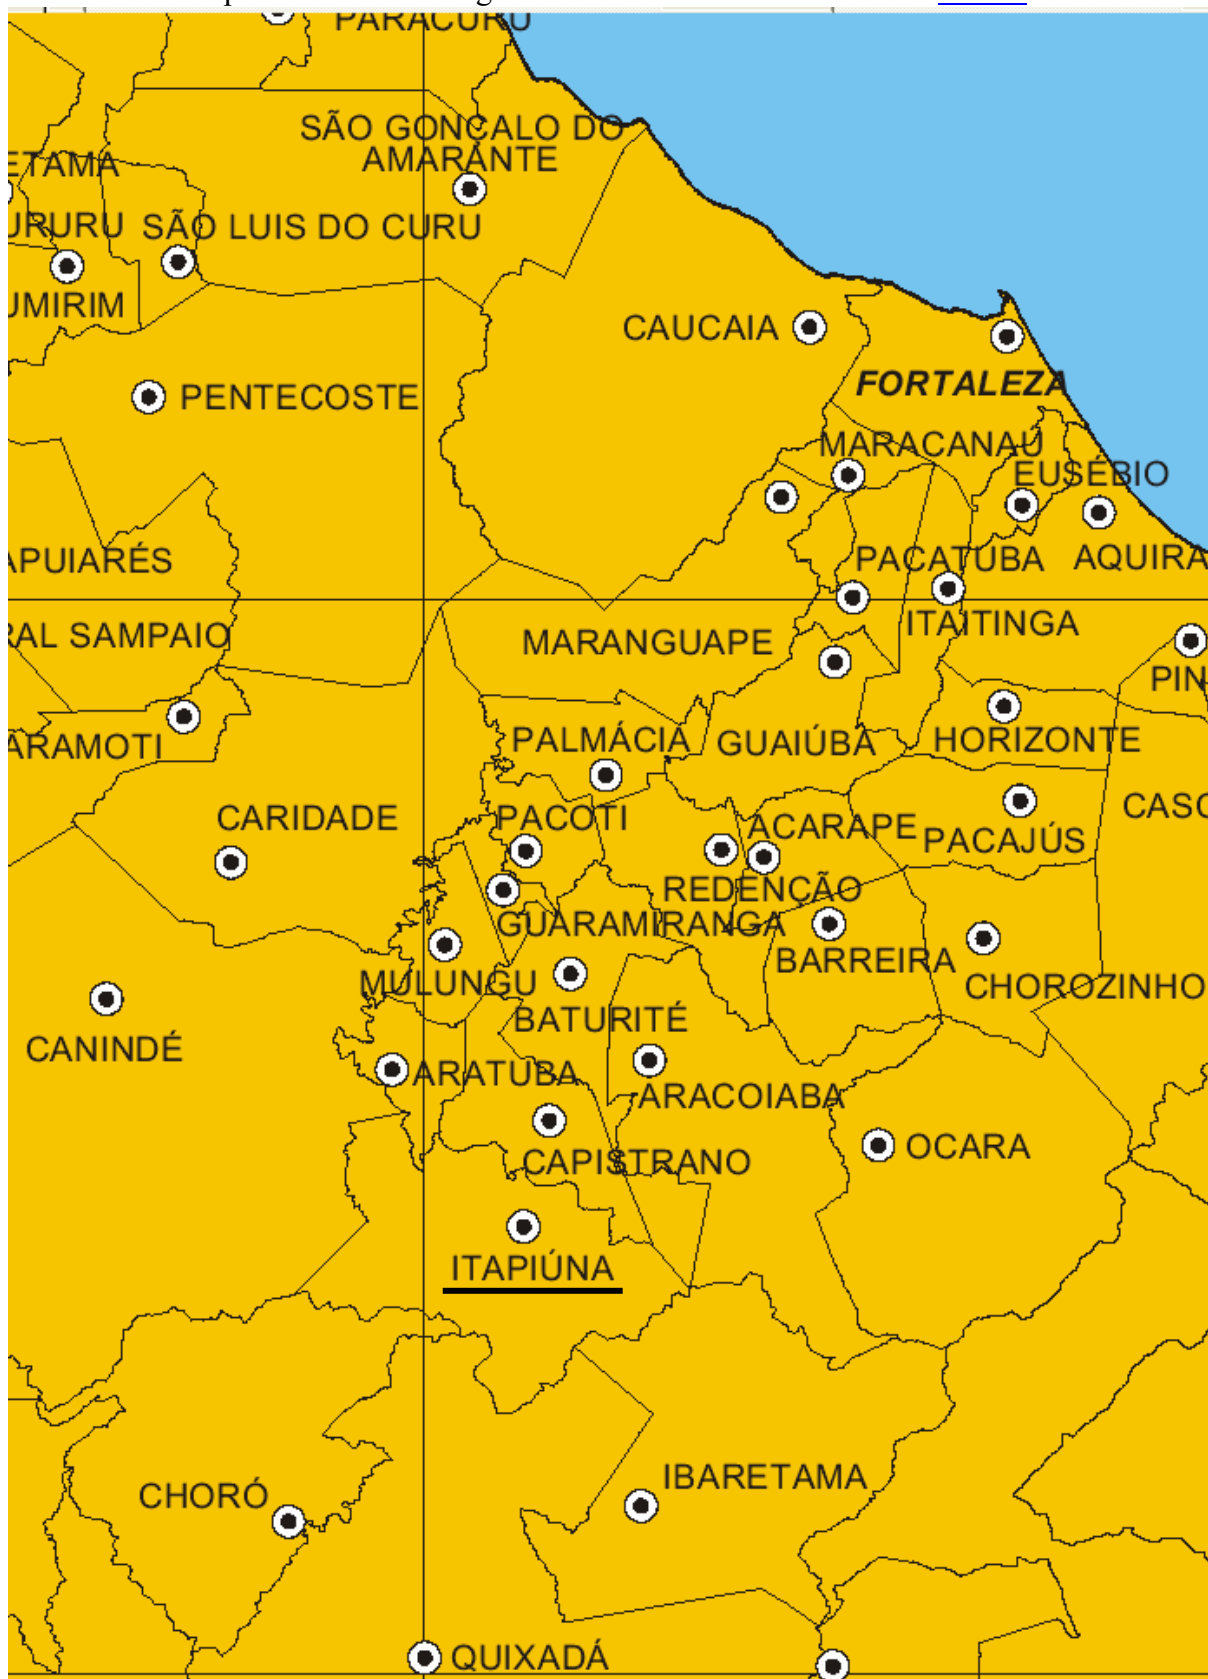 PARACURU
SÃO GONÇALO DO
AMARANTE
ETAMA
URURU
SÃO LUIS DO CURU
UMIRIM
CAUCAIA
FORTALEZA
PENTECOSTE
MARACANAÚ
EUSÉBIO
APUIARÉS
PACATUBA
AQUIRA
RAL SAMPAIO
MARANGUAPE
ITAITINGA
PIN
ARAMOTI
PALMÁCIA
GUAIÚBA
HORIZONTE
CARIDADE
PACOTI
ACARAPE
PACAJÚS
CASC
REDENÇÃO
GUARAMIRANGA
BARREIRA
MULUNGU
CHOROZINHO
BATURITÉ
CANINDÉ
ARATUBA
ARACOIABA
OCARA
CAPISTRANO
ITAPIÚNA
IBARETAMA
CHORÓ
QUIXADÁ